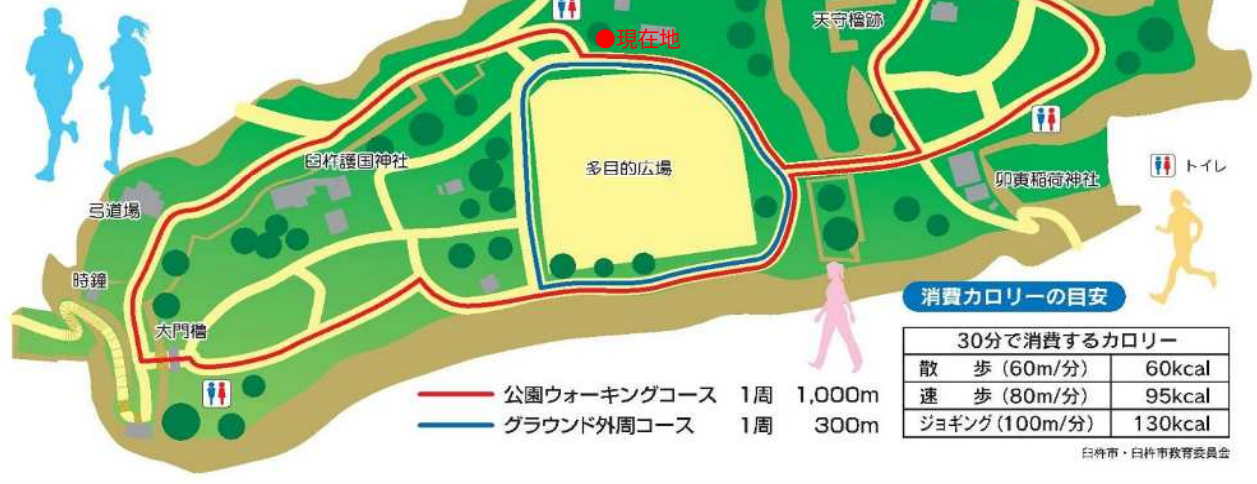 ●現在地
天守櫓跡
臼杵護国神社
多目的広場
卯寅稲荷神社
トイレ
弓道場
時鐘
大門櫓
消費カロリーの目安
30分で消費するカロリー
散 歩（60m/分） 60kcal
速 歩（80m/分） 95kcal
ジョギング（100m/分） 130kcal
公園ウォーキングコース 1周 1,000m
グラウンド外周コース 1周 300m
臼杵市・臼杵市教育委員会